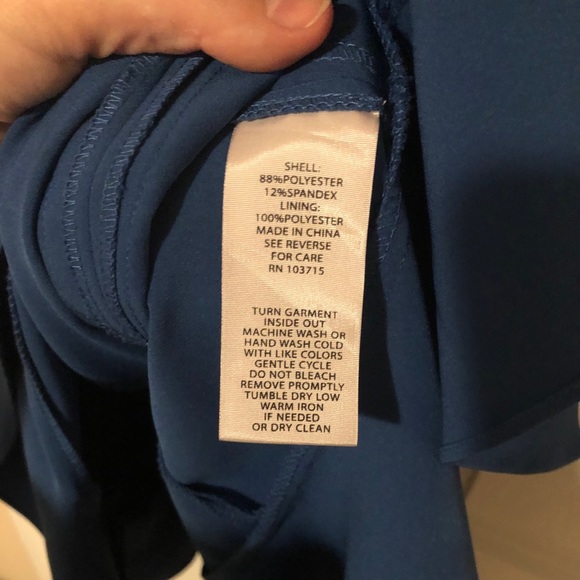 SHELL:
88%POLYESTER
12%SPANDEX
LINING:
100%POLYESTER
MADE IN CHINA
SEE REVERSE
FOR CARE
RN 103715
TURN GARMENT
INSIDE OUT
MACHINE WASH OR
HAND WASH COLD
WITH LIKE COLORS
GENTLE CYCLE
DO NOT BLEACH
REMOVE PROMPTLY
TUMBLE DRY LOW
WARM IRON
IF NEEDED
OR DRY CLEAN